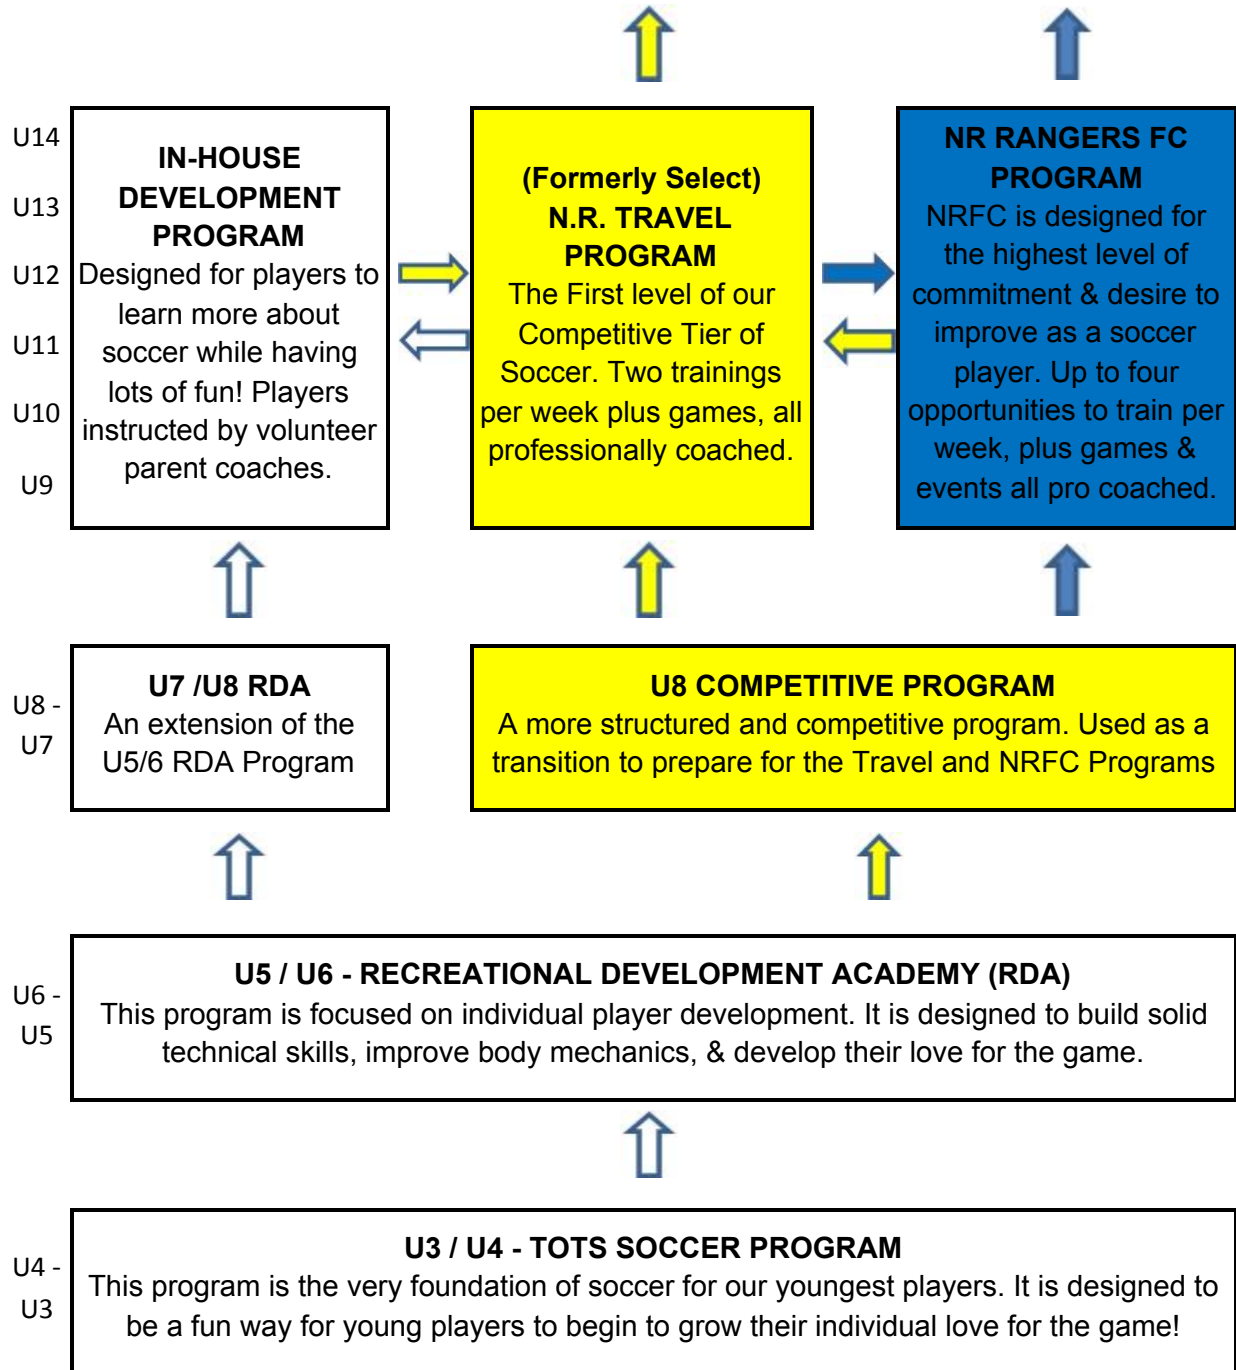 U14
U13
U12
U11
U10
U9
IN-HOUSE
DEVELOPMENT
PROGRAM
Designed for players to
learn more about
soccer while having
lots of fun! Players
instructed by volunteer
parent coaches.
(Formerly Select)
N.R. TRAVEL
PROGRAM
The First level of our
Competitive Tier of
Soccer. Two trainings
per week plus games, all
professionally coached.
NR RANGERS FC
PROGRAM
NRFC is designed for
the highest level of
commitment & desire to
improve as a soccer
player. Up to four
opportunities to train per
week, plus games &
events all pro coached.
U8 -
U7
U7 /U8 RDA
An extension of the
U5/6 RDA Program
U8 COMPETITIVE PROGRAM
A more structured and competitive program. Used as a
transition to prepare for the Travel and NRFC Programs
U6 -
U5
U5 / U6 - RECREATIONAL DEVELOPMENT ACADEMY (RDA)
This program is focused on individual player development. It is designed to build solid
technical skills, improve body mechanics, & develop their love for the game.
U4 -
U3
U3 / U4 - TOTS SOCCER PROGRAM
This program is the very foundation of soccer for our youngest players. It is designed to
be a fun way for young players to begin to grow their individual love for the game!